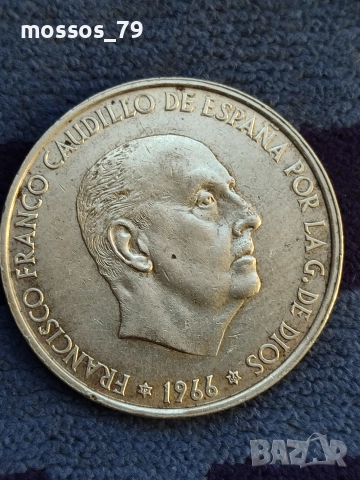 mossos_79
FRANCISCO FRANCO CAUDILLO DE ESPAÑA POR LA G. DE DIOS
1966
BAZAR